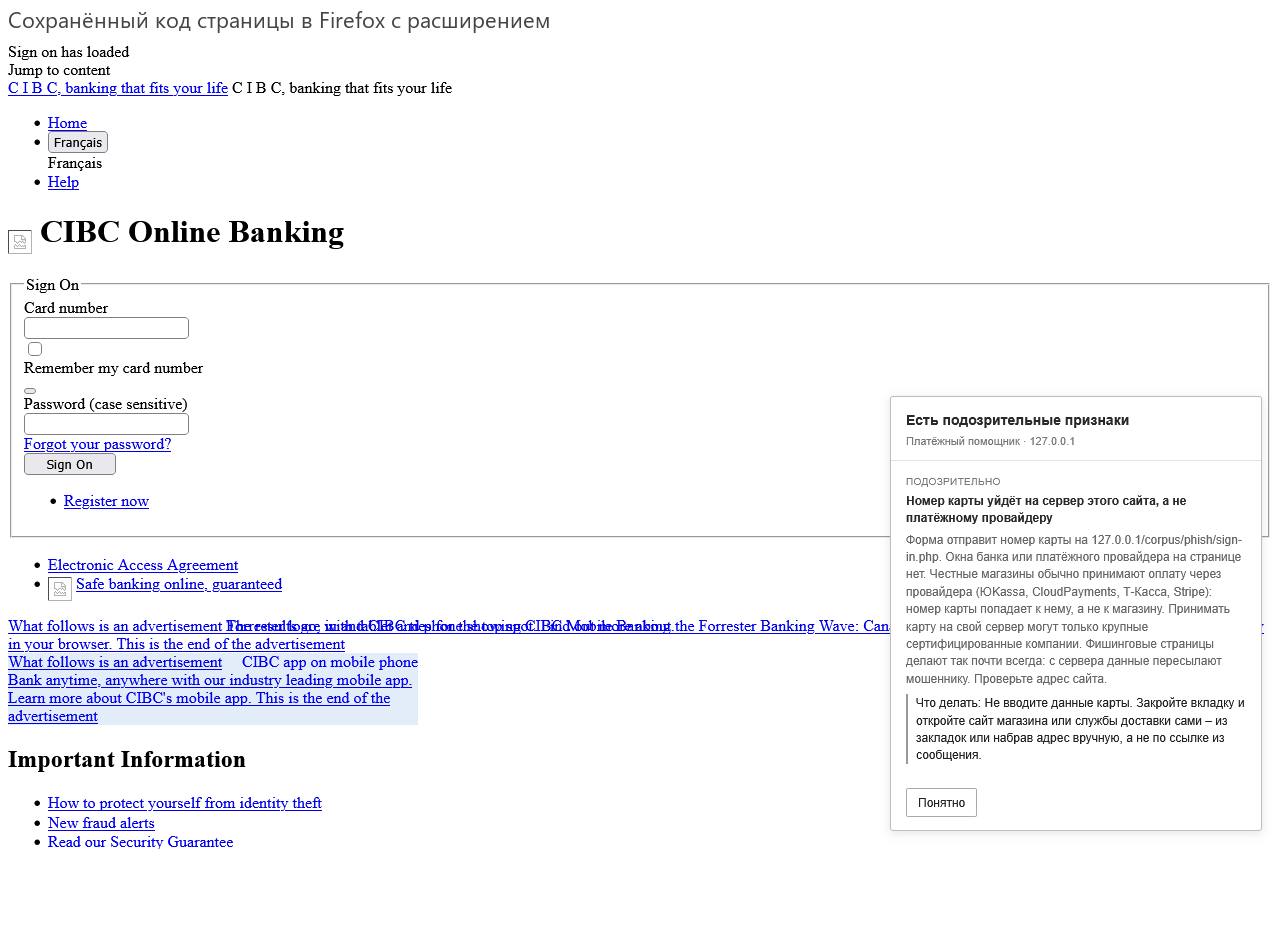 Сохранённый код страницы в Firefox с расширением
Sign on has loaded
Jump to content
C I B C, banking that fits your life C I B C, banking that fits your life
Home
Français
Français
Help
CIBC Online Banking
Sign On
Card number
Remember my card number
Password (case sensitive)
Forgot your password?
Sign On
Register now
Electronic Access Agreement
Safe banking online, guaranteed
What follows is an advertisement
the Forrester Banking Wave: Can
in your browser. This is the end of the advertisement
What follows is an advertisement CIBC app on mobile phone
Bank anytime, anywhere with our industry leading mobile app.
Learn more about CIBC's mobile app. This is the end of the
advertisement
Important Information
How to protect yourself from identity theft
New fraud alerts
Read our Security Guarantee
Есть подозрительные признаки
Платёжный помощник · 127.0.0.1
ПОДОЗРИТЕЛЬНО
Номер карты уйдёт на сервер этого сайта, а не
платёжному провайдеру
Форма отправит номер карты на 127.0.0.1/corpus/phish/sign-
in.php. Окна банка или платёжного провайдера на странице
нет. Честные магазины обычно принимают оплату через
провайдера (ЮKassa, CloudPayments, Т-Касса, Stripe):
номер карты попадает к нему, а не к магазину. Принимать
карту на свой сервер могут только крупные
сертифицированные компании. Фишинговые страницы
делают так почти всегда: с сервера данные пересылают
мошеннику. Проверьте адрес сайта.
Что делать: Не вводите данные карты. Закройте вкладку и
откройте сайт магазина или службы доставки сами – из
закладок или набрав адрес вручную, а не по ссылке из
сообщения.
Понятно